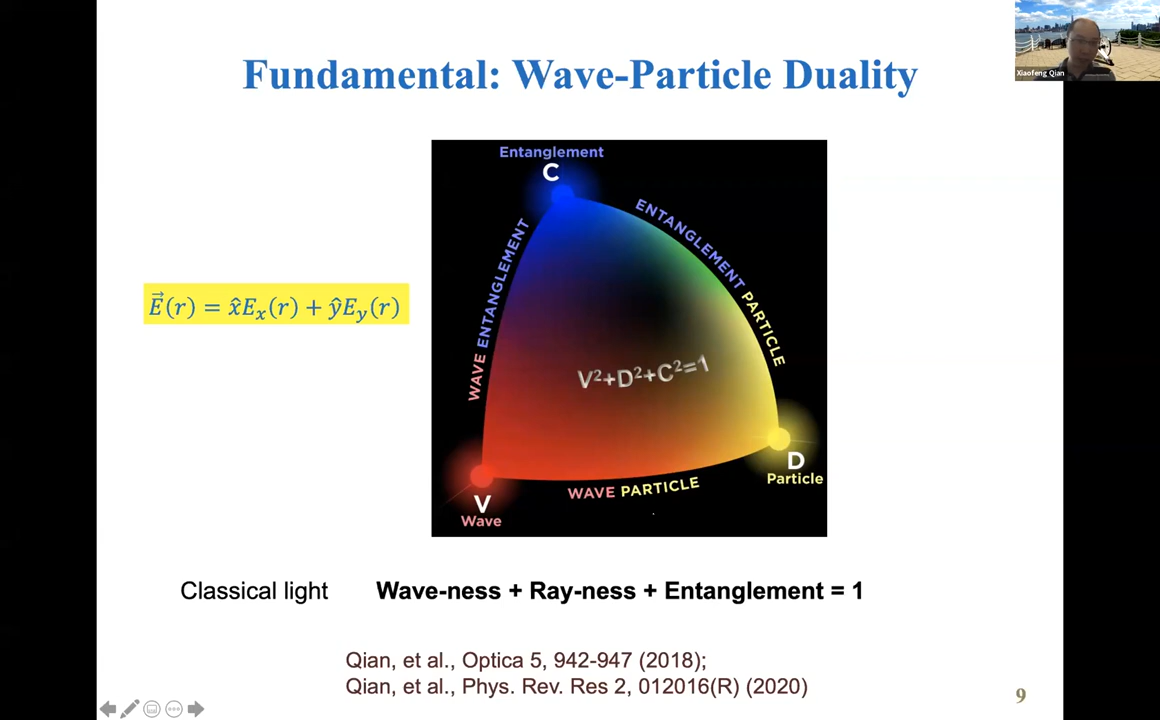 Xiaofeng Qian
Fundamental: Wave-Particle Duality
Entanglement
C
WAVE ENTANGLEMENT
ENTANGLEMENT PARTICLE
$\vec{E}(r) = \hat{x}E_x(r) + \hat{y}E_y(r)$
V²+D²+C²=1
D
Particle
WAVE PARTICLE
V
Wave
Classical light Wave-ness + Ray-ness + Entanglement = 1
Qian, et al., Optica 5, 942-947 (2018);
Qian, et al., Phys. Rev. Res 2, 012016(R) (2020)
9